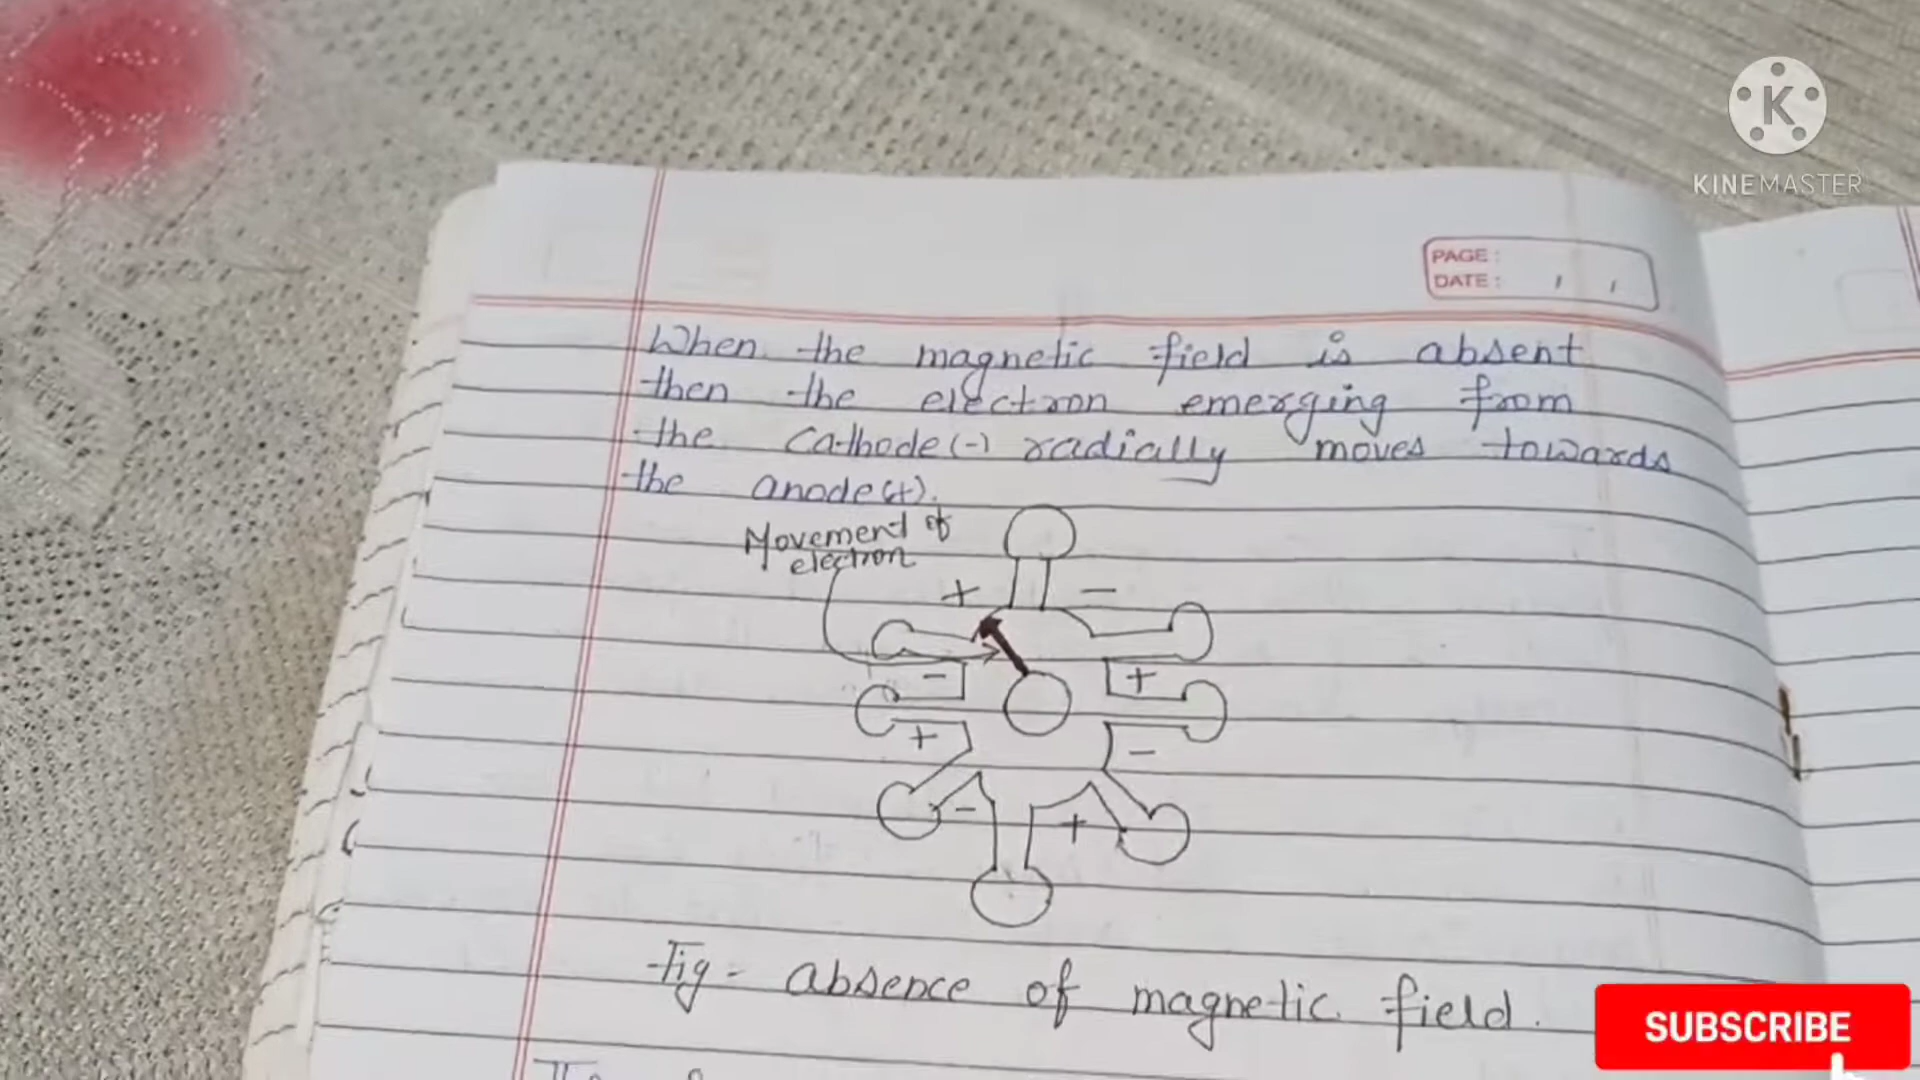 K
KINEMASTER
PAGE:
DATE: / /
When the magnetic field is absent
then the electron emerging from
the cathode(-) radially moves towards
the anode(+).
Movement of
electron
+ -
- +
+ -
- +
Fig- absence of magnetic field.
SUBSCRIBE